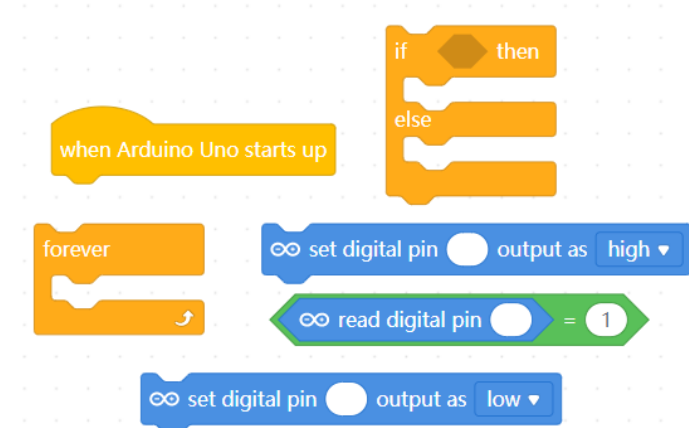 if then
else
when Arduino Uno starts up
forever
set digital pin output as high
read digital pin = 1
set digital pin output as low